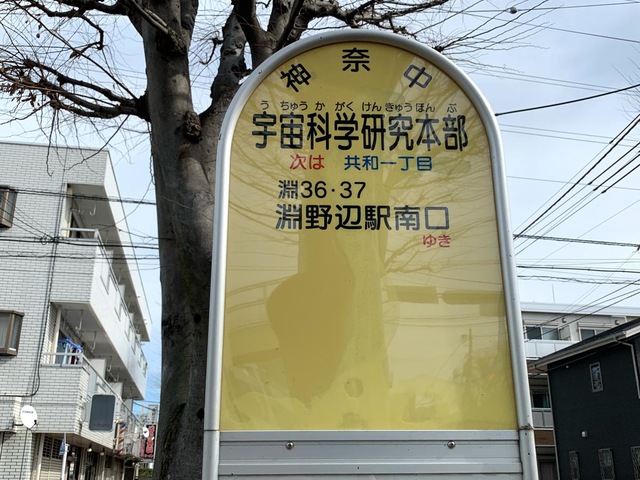 神奈中
うちゅうかがくけんきゅうほんぶ
宇宙科学研究本部
次は 共和一丁目
淵36・37
淵野辺駅南口
ゆき